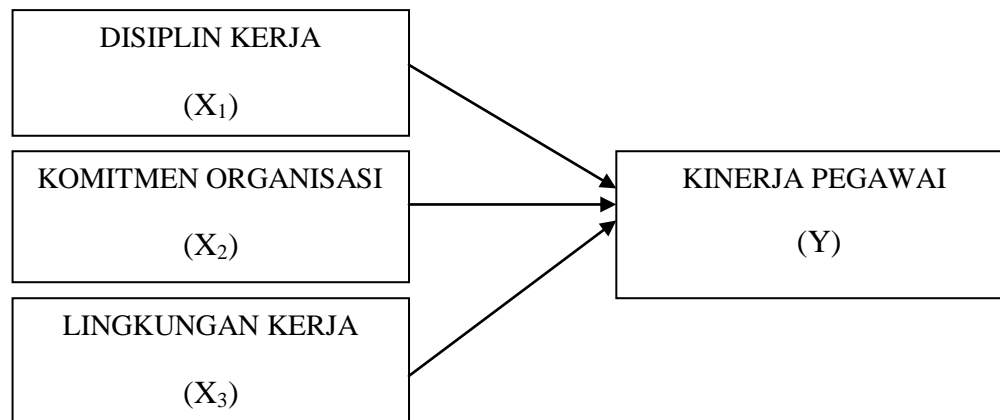 DISIPLIN KERJA
(X₁)
KOMITMEN ORGANISASI
(X₂)
LINGKUNGAN KERJA
(X₃)
KINERJA PEGAWAI
(Y)